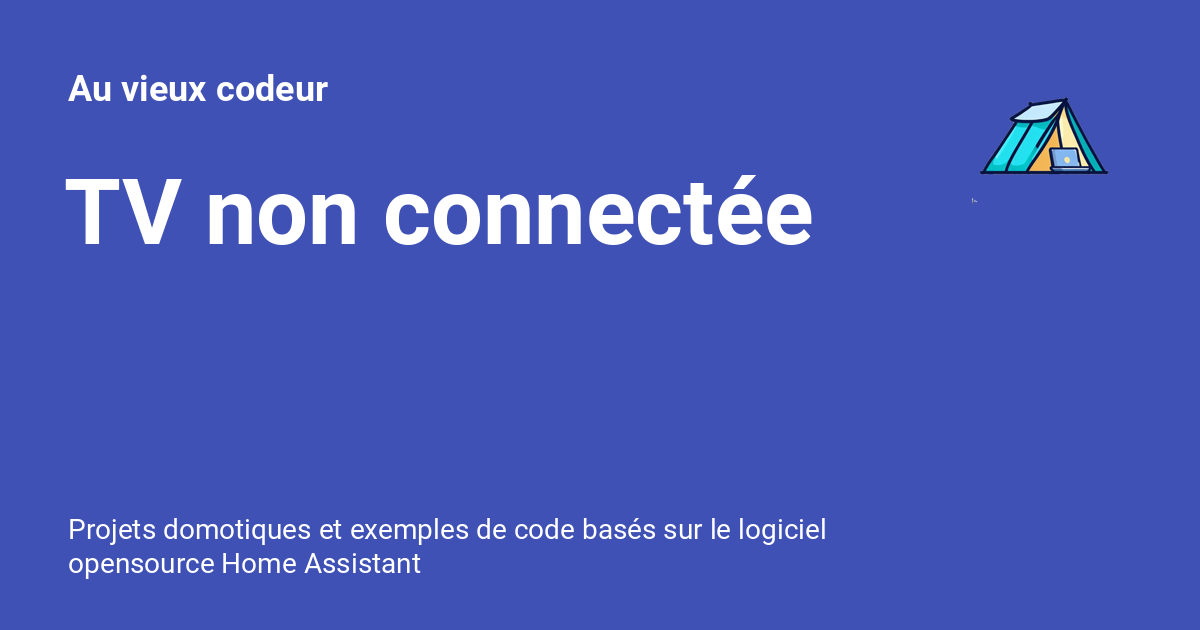 Au vieux codeur
TV non connectée
Projets domotiques et exemples de code basés sur le logiciel
opensource Home Assistant